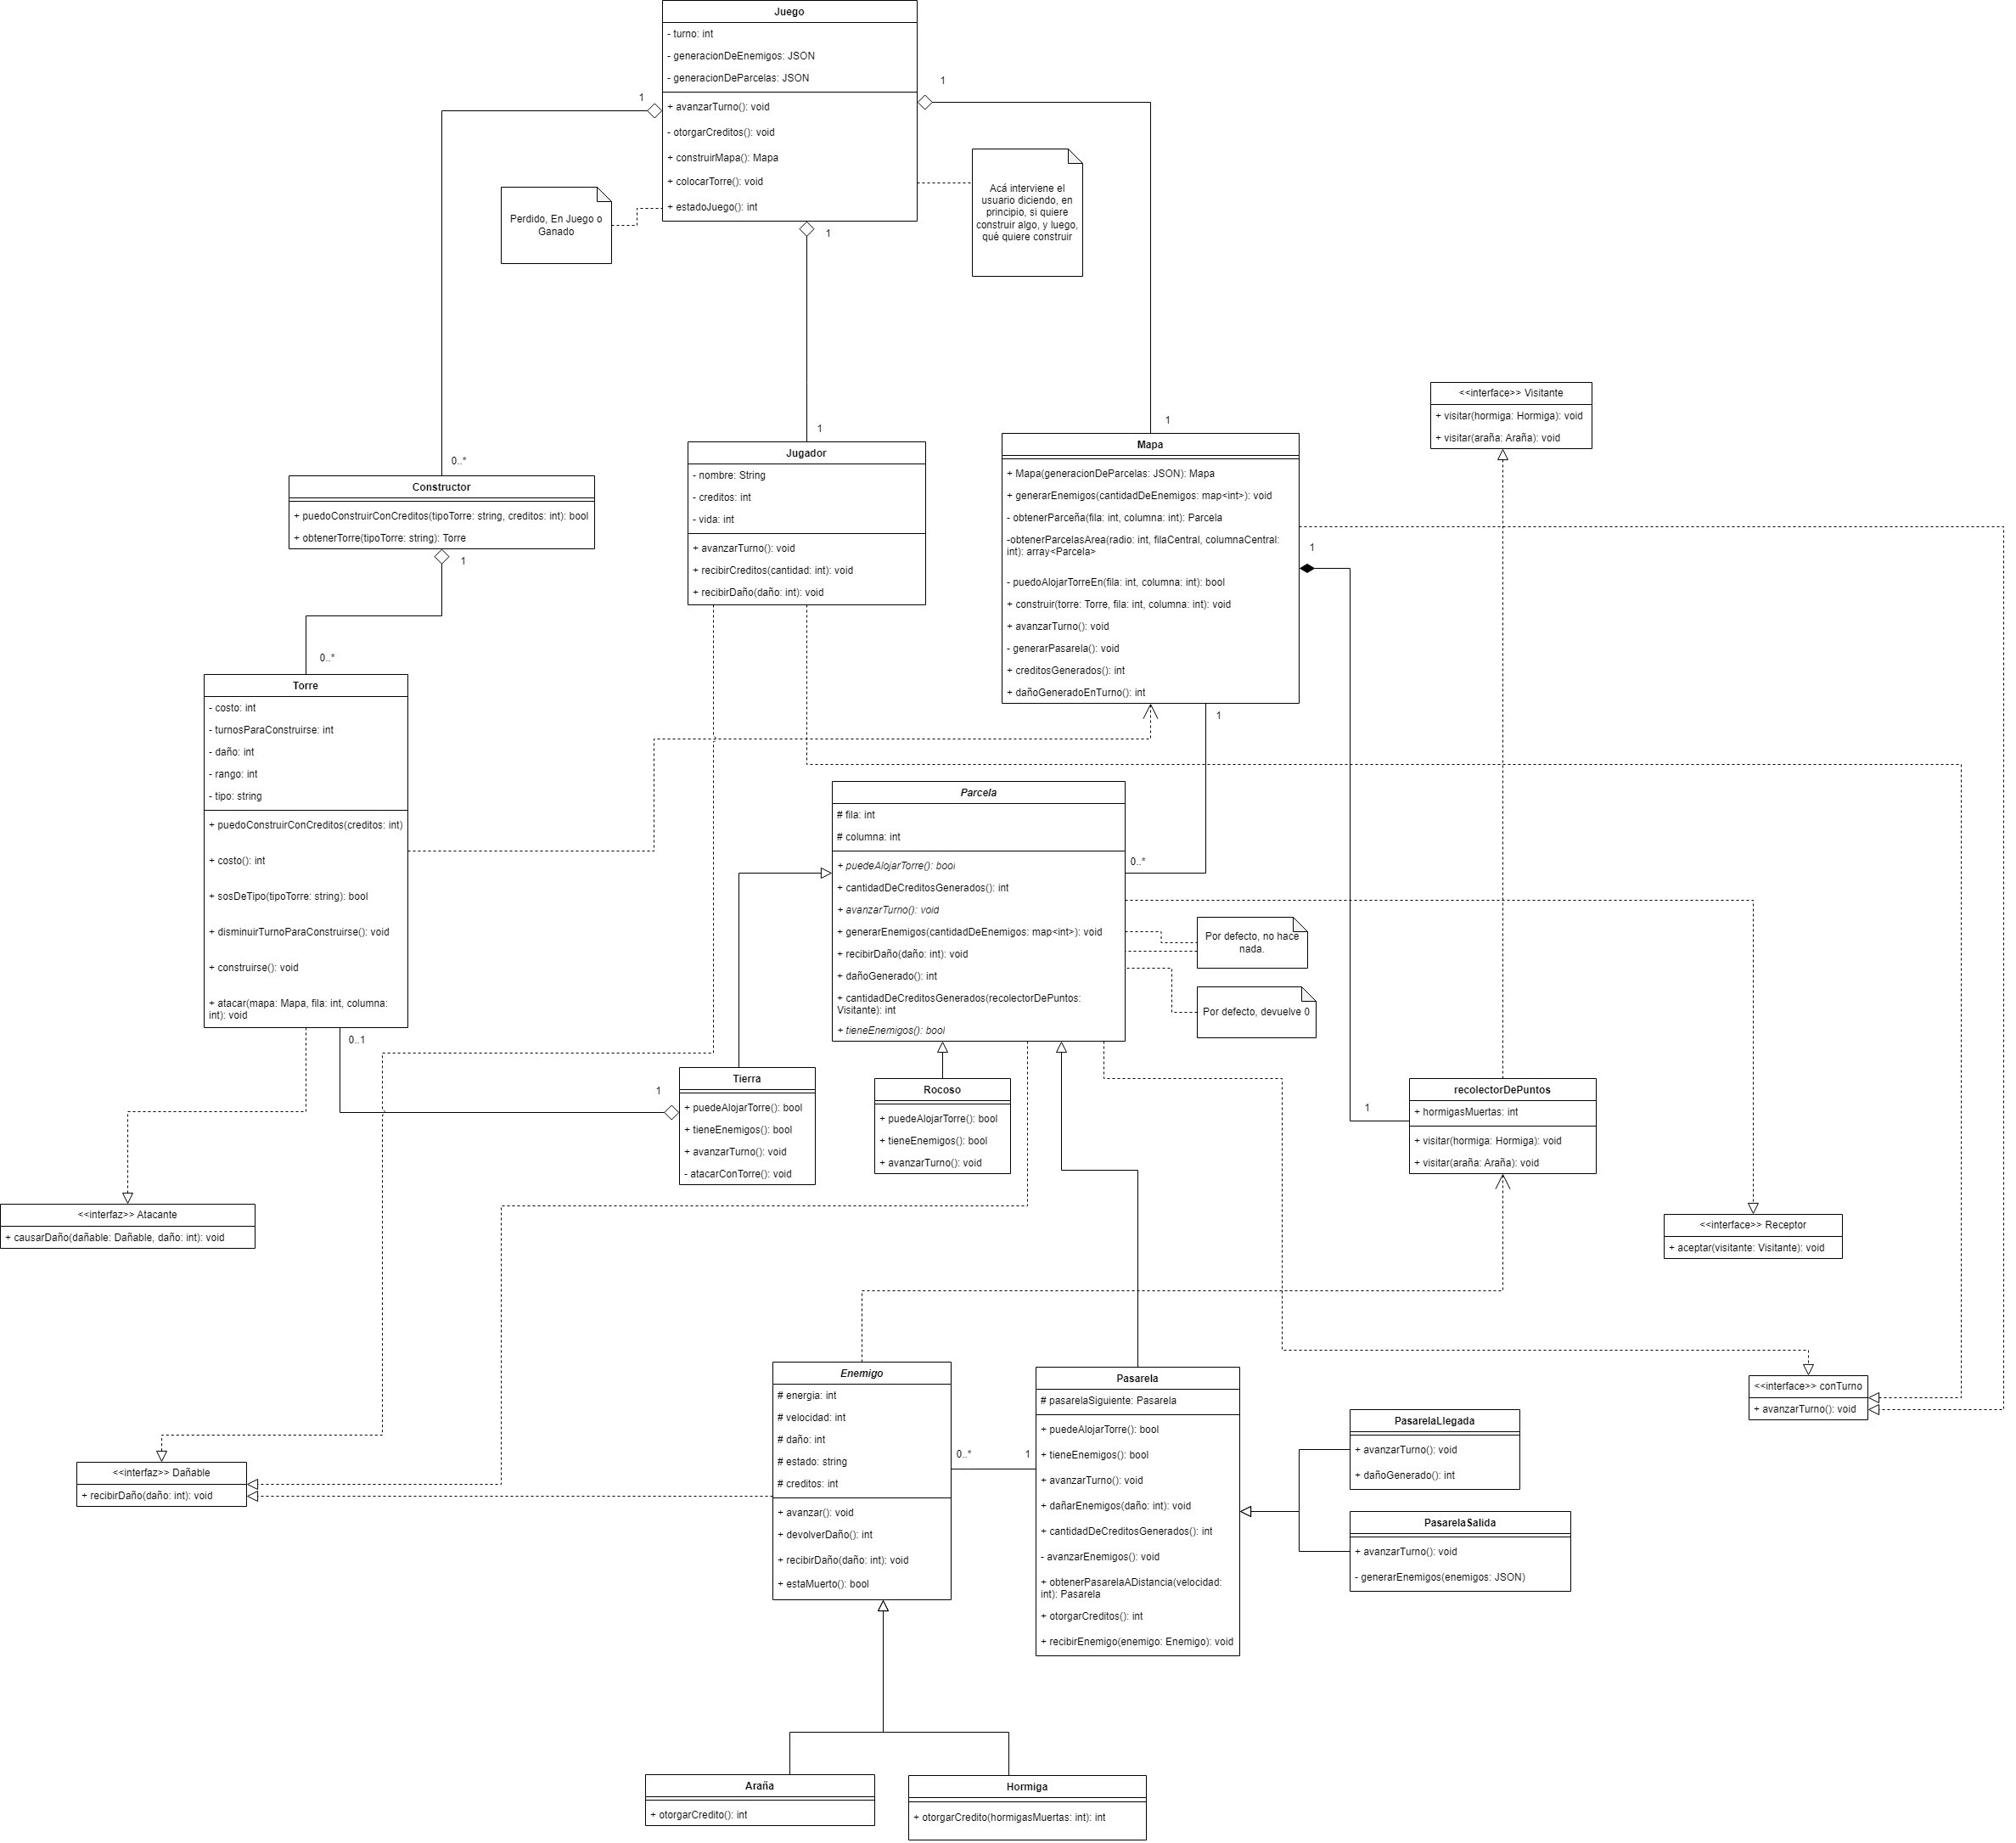 Juego
- turno: int
- generacionDeEnemigos: JSON
- generacionDeParcelas: JSON
+ avanzarTurno(): void
- otorgarCreditos(): void
+ construirMapa(): Mapa
+ colocarTorre(): void
+ estadoJuego(): int
1
1
1
Perdido, En Juego o
Ganado
Acá interviene el
usuario diciendo, en
principio, si quiere
construir algo, y luego,
qué quiere construir
0..*
1
1
Constructor
+ puedoConstruirConCreditos(tipoTorre: string, creditos: int): bool
+ obtenerTorre(tipoTorre: string): Torre
1
0..*
Jugador
- nombre: String
- creditos: int
- vida: int
+ avanzarTurno(): void
+ recibirCreditos(cantidad: int): void
+ recibirDaño(daño: int): void
Mapa
+ Mapa(generacionDeParcelas: JSON): Mapa
+ generarEnemigos(cantidadDeEnemigos: map<int>): void
- obtenerParceña(fila: int, columna: int): Parcela
-obtenerParcelasArea(radio: int, filaCentral, columnaCentral:
int): array<Parcela>
- puedoAlojarTorreEn(fila: int, columna: int): bool
+ construir(torre: Torre, fila: int, columna: int): void
+ avanzarTurno(): void
- generarPasarela(): void
+ creditosGenerados(): int
+ dañoGeneradoEnTurno(): int
1
1
<<interface>> Visitante
+ visitar(hormiga: Hormiga): void
+ visitar(araña: Araña): void
Torre
- costo: int
- turnosParaConstruirse: int
- daño: int
- rango: int
- tipo: string
+ puedoConstruirConCreditos(creditos: int)
+ costo(): int
+ sosDeTipo(tipoTorre: string): bool
+ disminuirTurnoParaConstruirse(): void
+ construirse(): void
+ atacar(mapa: Mapa, fila: int, columna:
int): void
0..1
Parcela
# fila: int
# columna: int
+ puedeAlojarTorre(): bool
+ cantidadDeCreditosGenerados(): int
+ avanzarTurno(): void
+ generarEnemigos(cantidadDeEnemigos: map<int>): void
+ recibirDaño(daño: int): void
+ dañoGenerado(): int
+ cantidadDeCreditosGenerados(recolectorDePuntos:
Visitante): int
+ tieneEnemigos(): bool
0..*
Por defecto, no hace
nada.
Por defecto, devuelve 0
1
Tierra
+ puedeAlojarTorre(): bool
+ tieneEnemigos(): bool
+ avanzarTurno(): void
- atacarConTorre(): void
Rocoso
+ puedeAlojarTorre(): bool
+ tieneEnemigos(): bool
+ avanzarTurno(): void
1
recolectorDePuntos
+ hormigasMuertas: int
+ visitar(hormiga: Hormiga): void
+ visitar(araña: Araña): void
<<interfaz>> Atacante
+ causarDaño(dañable: Dañable, daño: int): void
<<interface>> Receptor
+ aceptar(visitante: Visitante): void
<<interface>> conTurno
+ avanzarTurno(): void
<<interfaz>> Dañable
+ recibirDaño(daño: int): void
Enemigo
# energia: int
# velocidad: int
# daño: int
# estado: string
# creditos: int
+ avanzar(): void
+ devolverDaño(): int
+ recibirDaño(daño: int): void
+ estaMuerto(): bool
0..*
1
Pasarela
# pasarelaSiguiente: Pasarela
+ puedeAlojarTorre(): bool
+ tieneEnemigos(): bool
+ avanzarTurno(): void
+ dañarEnemigos(daño: int): void
+ cantidadDeCreditosGenerados(): int
- avanzarEnemigos(): void
+ obtenerPasarelaADistancia(velocidad:
int): Pasarela
+ otorgarCreditos(): int
+ recibirEnemigo(enemigo: Enemigo): void
PasarelaLlegada
+ avanzarTurno(): void
+ dañoGenerado(): int
PasarelaSalida
+ avanzarTurno(): void
- generarEnemigos(enemigos: JSON)
Araña
+ otorgarCredito(): int
Hormiga
+ otorgarCredito(hormigasMuertas: int): int